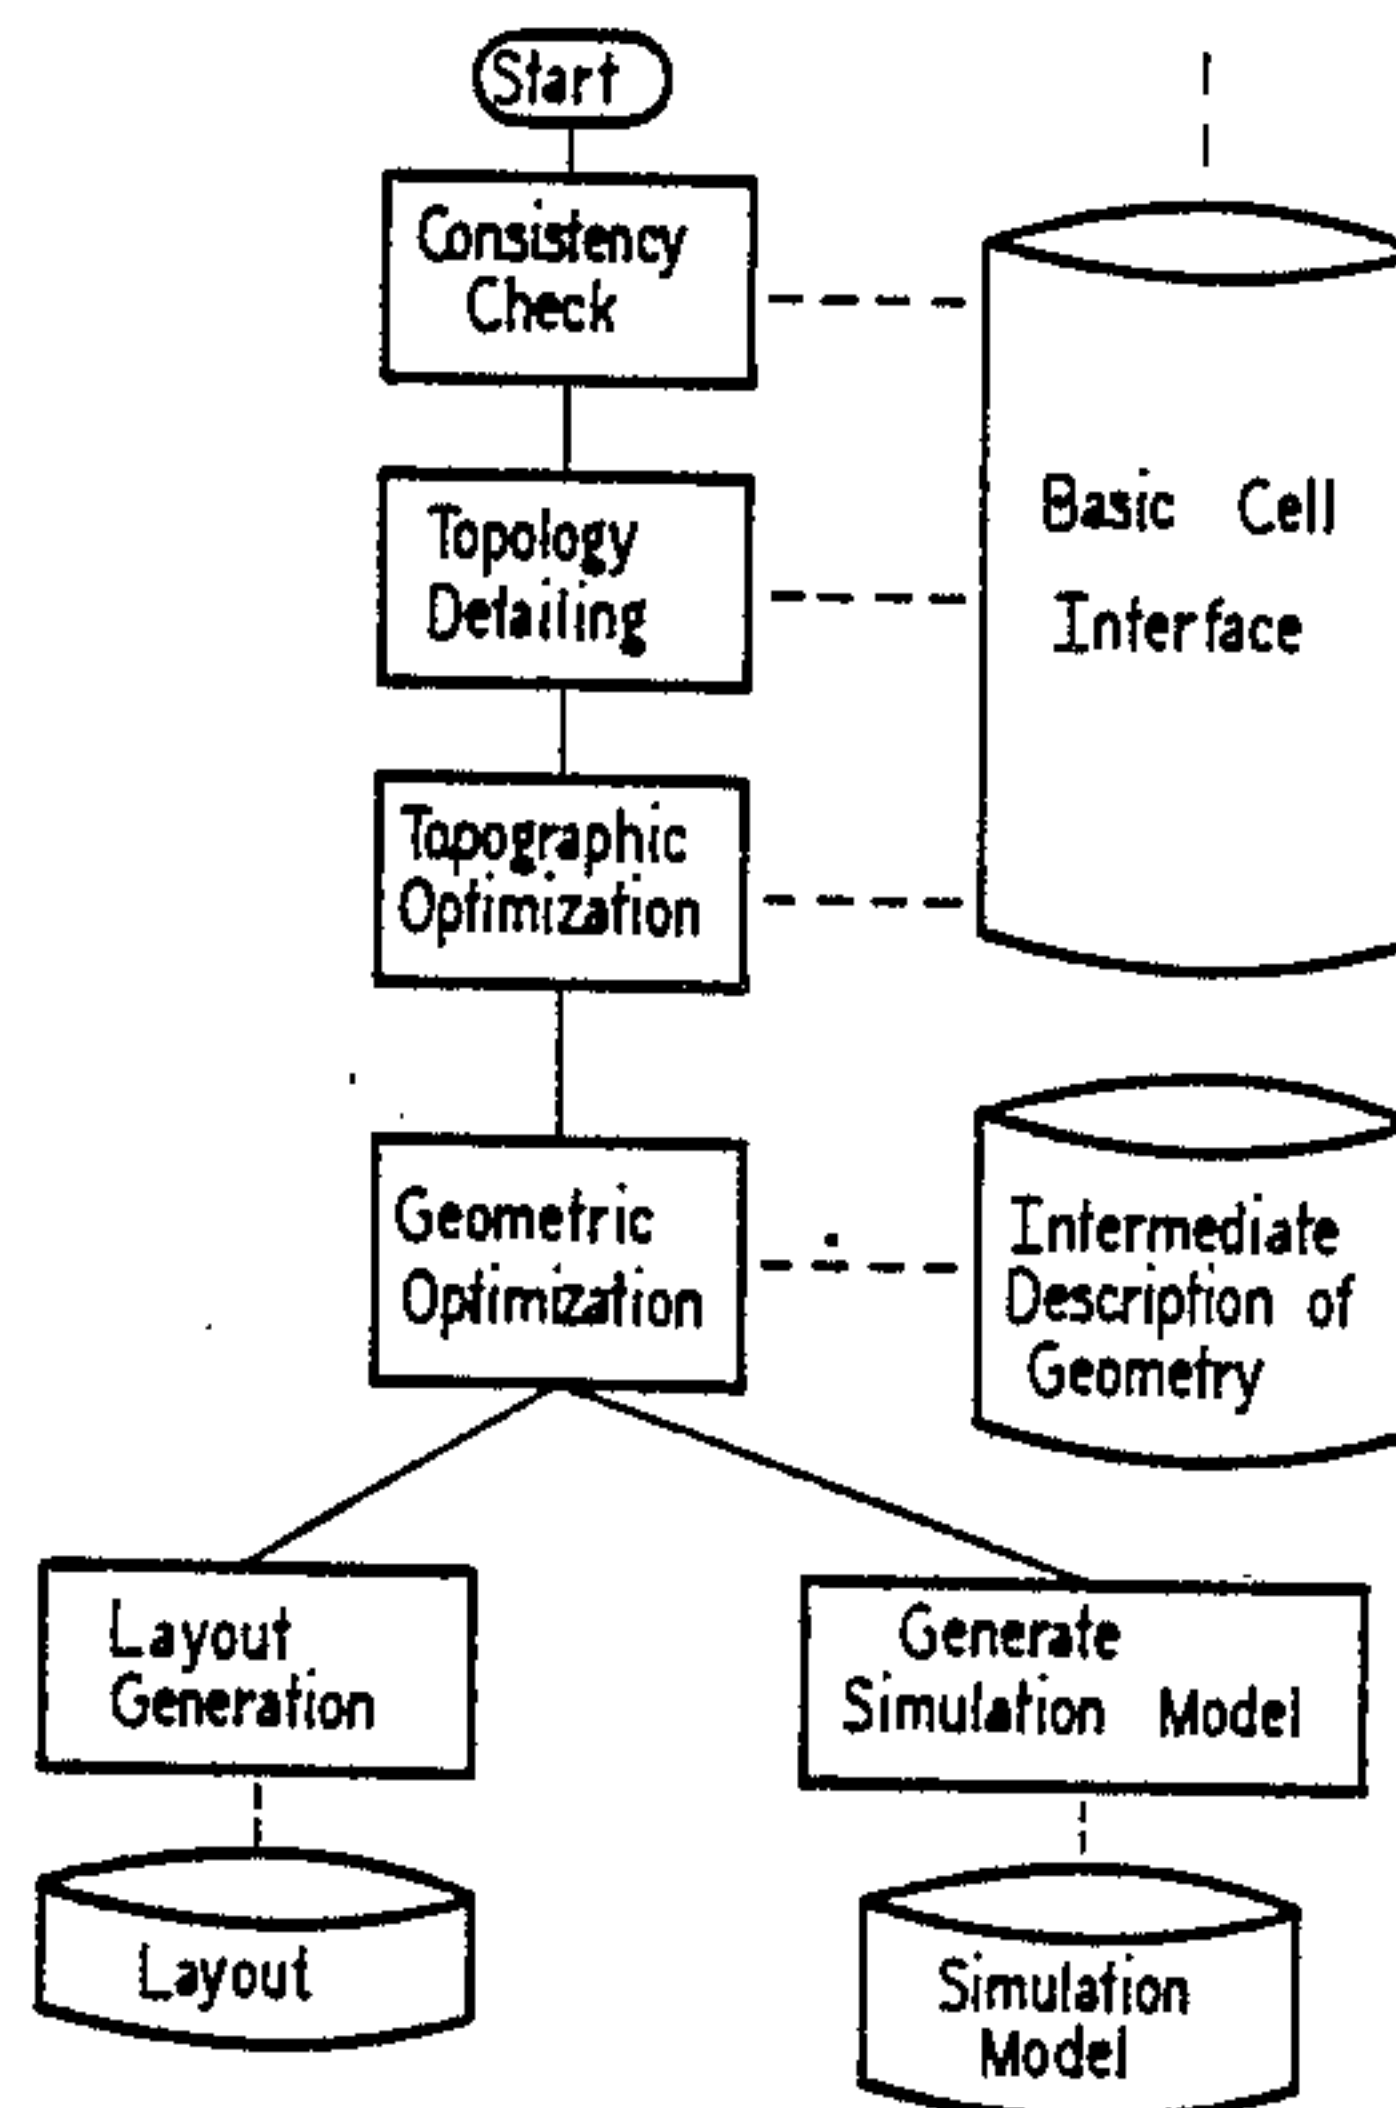 Start
Consistency
Check
Topology
Detailing
Basic Cell
Interface
Topographic
Optimization
Geometric
Optimization
Intermediate
Description of
Geometry
Layout
Generation
Generate
Simulation Model
Layout
Simulation
Model